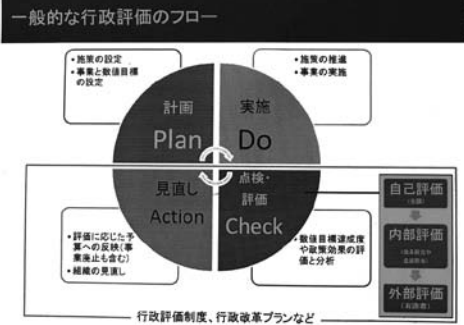 一般的な行政評価のフロー
• 施策の設定
• 事業と数値目標
の設定
• 施策の推進
• 事業の実施
計画
Plan
実施
Do
見直し
Action
点検・
評価
Check
• 評価に応じた予
算への反映(事
業廃止も含む)
• 組織の見直し
• 数値目標達成度
や政策効果の評
価と分析
自己評価
内部評価
外部評価
行政評価制度、行政改革プランなど